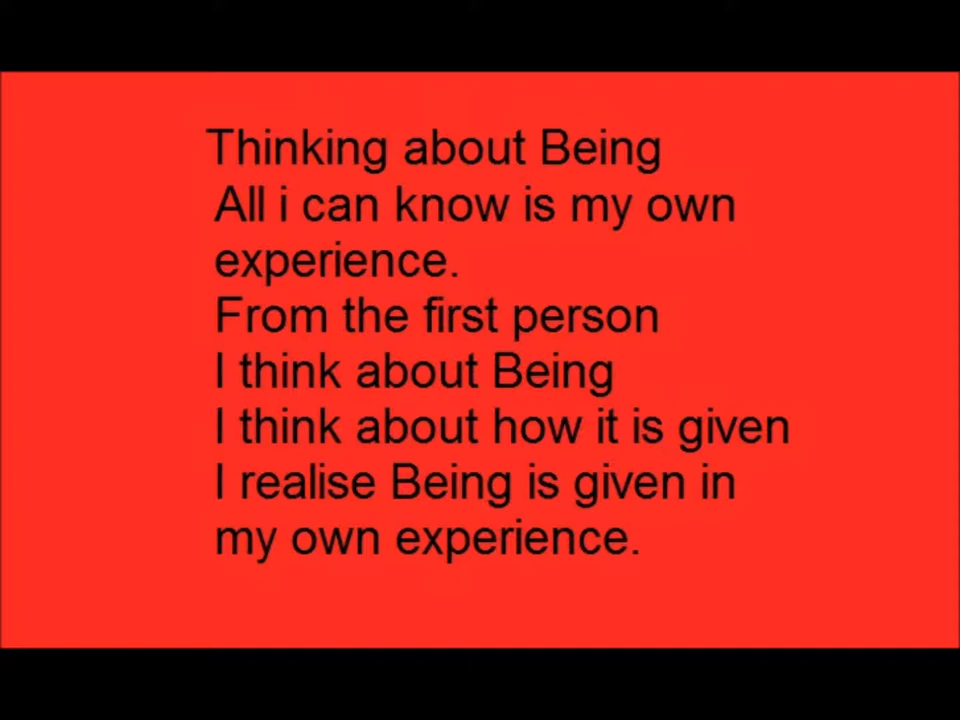 Thinking about Being
All i can know is my own
experience.
From the first person
I think about Being
I think about how it is given
I realise Being is given in
my own experience.